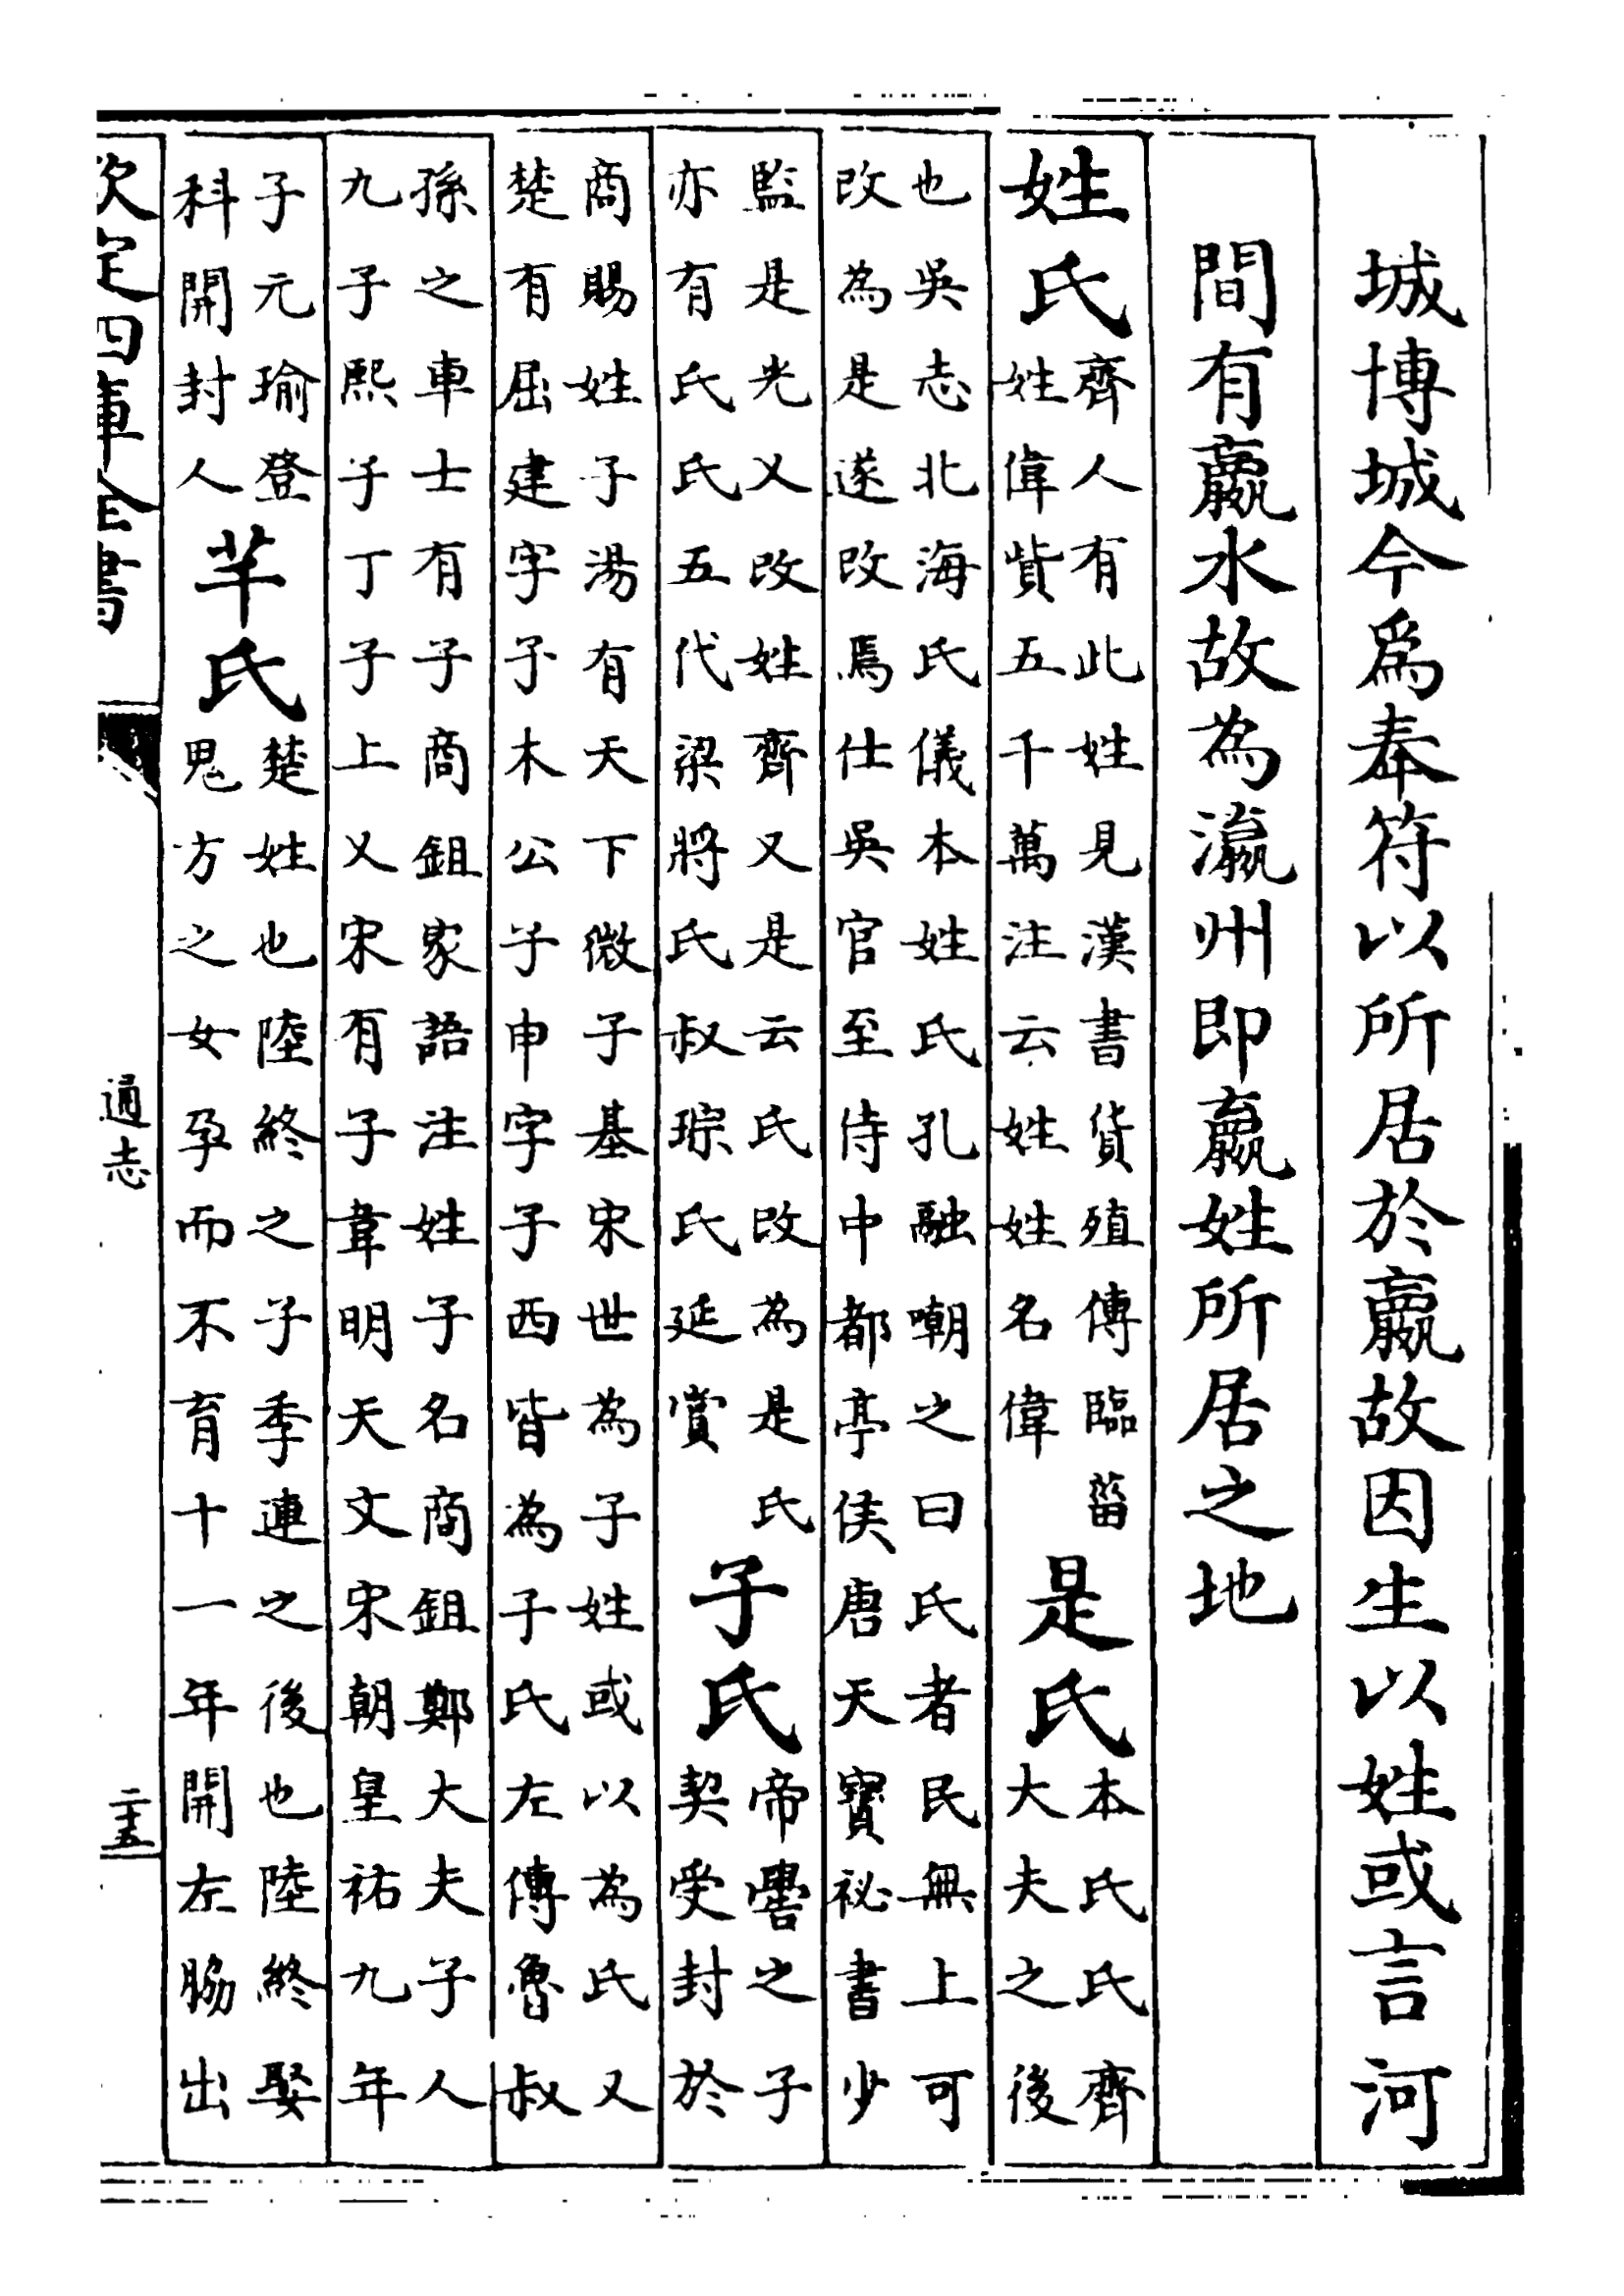 城博城今爲奉符以所居於嬴故因生以姓或言河
間有嬴水故為瀛州即嬴姓所居之地
姓氏
齊人有此姓見漢書貨殖傳臨菑
姓偉貲五千萬注云姓姓名偉
是氏
本氏氏齊
大夫之後
也吳志北海氏儀本姓氏孔融嘲之曰氏者民無上可
改為是遂改焉仕吳官至侍中都亭侯唐天寶祕書少
監是光乂改姓齊又是云氏改為是氏
亦有氏氏五代梁將氏叔琮氏延賞
子氏
帝嚳之子
契受封於
商賜姓子湯有天下微子基宋世為子姓或以為氏又
楚有屈建字子木公子申字子西皆為子氏左傳魯叔
孫之車士有子商鉏家語注姓子名商鉏鄭大夫子人
九子熙子丁子上乂宋有子韋明天文宋朝皇祐九年
子元瑜登
科開封人
芊氏
楚姓也陸終之子季連之後也陸終娶
鬼方之女孕而不育十一年開左脇出
欽定四庫全書
通志
二十五